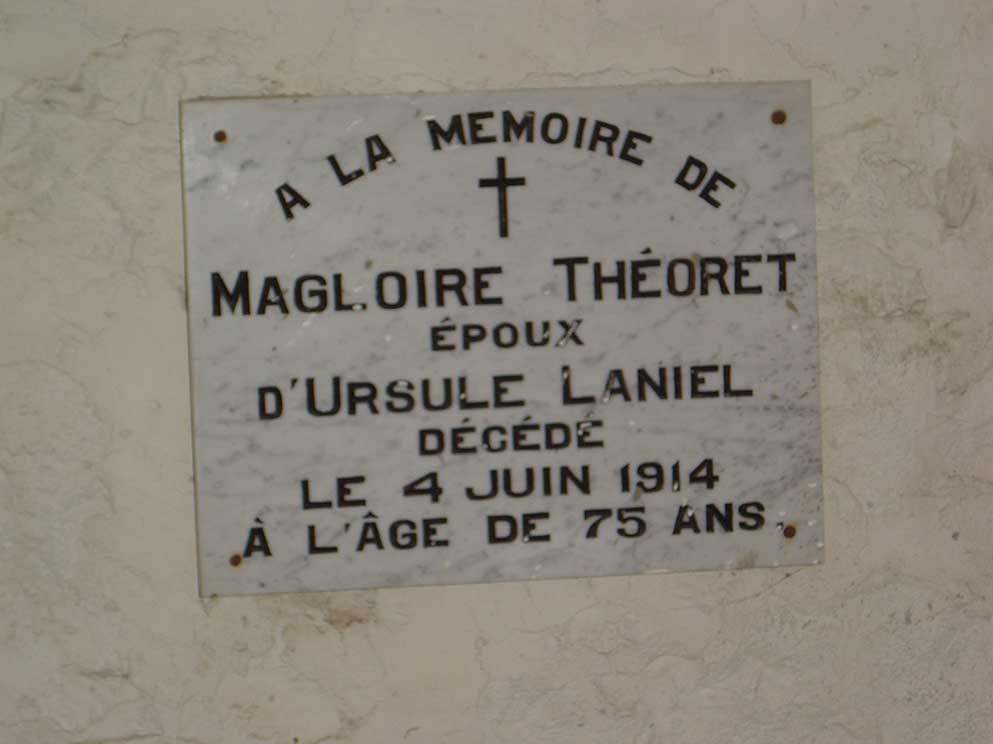 A LA MEMOIRE DE
MAGLOIRE THÉORET
ÉPOUX
D'URSULE LANIEL
DÉCÉDÉ
LE 4 JUIN 1914
À L'ÂGE DE 75 ANS.